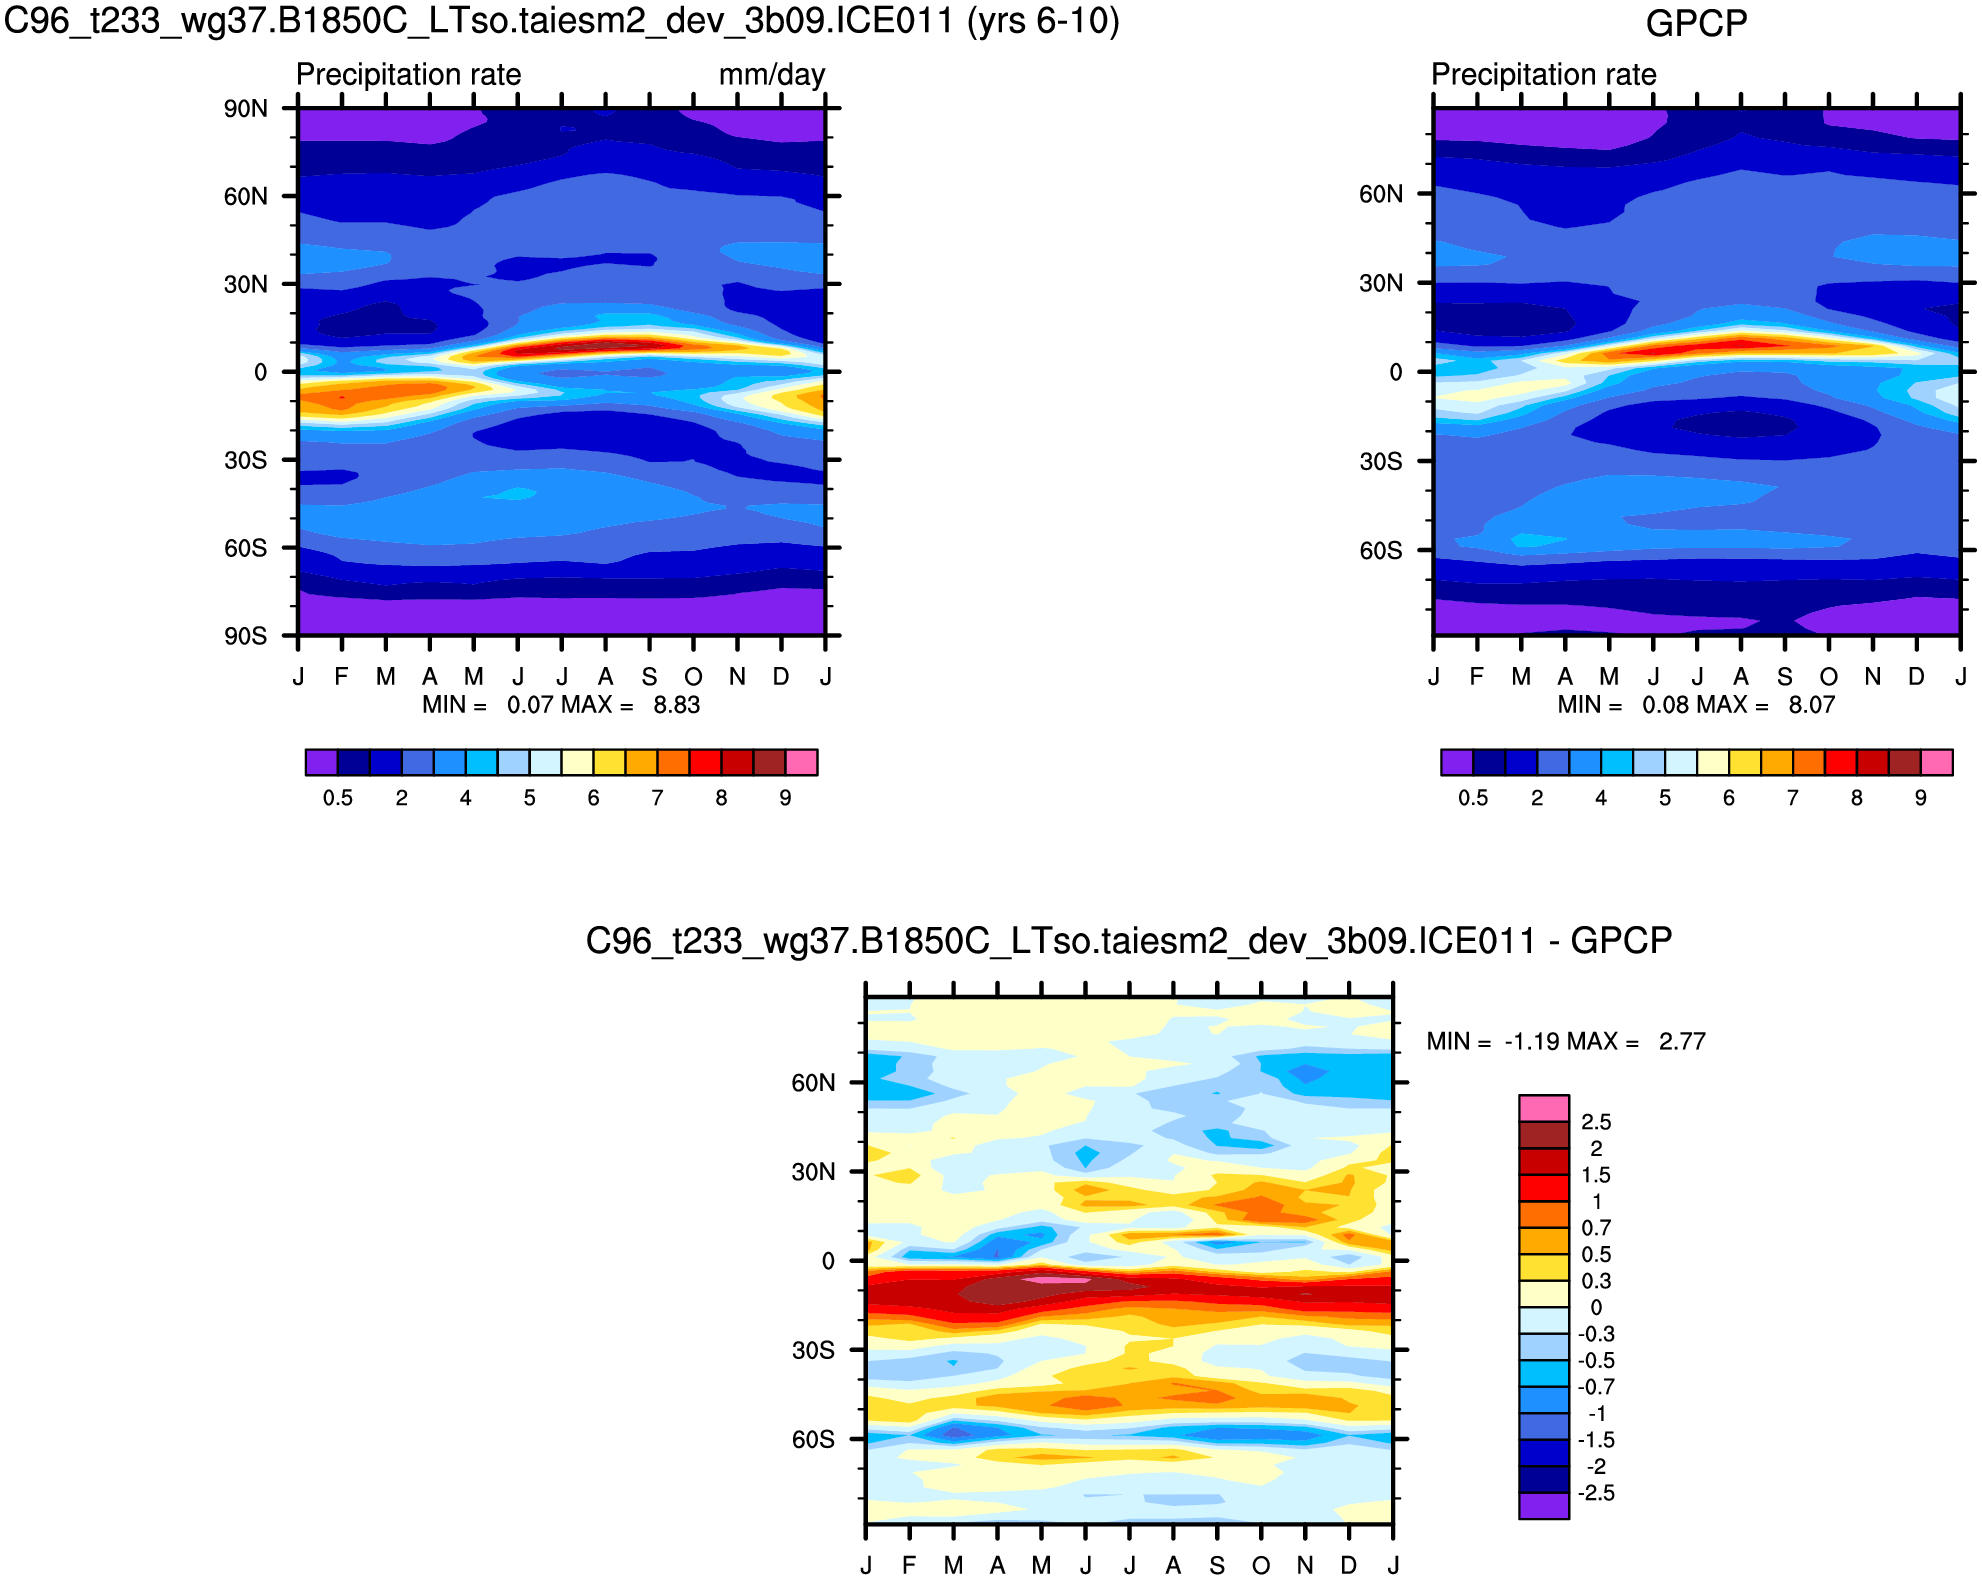 C96_t233_wg37.B1850C_LTso.taiesm2_dev_3b09.ICE011 (yrs 6-10)
Precipitation rate mm/day
90N
60N
30N
0
30S
60S
90S
J F M A M J J A S O N D J
MIN = 0.07 MAX = 8.83
0.5 2 4 5 6 7 8 9
GPCP
Precipitation rate
60N
30N
0
30S
60S
J F M A M J J A S O N D J
MIN = 0.08 MAX = 8.07
0.5 2 4 5 6 7 8 9
C96_t233_wg37.B1850C_LTso.taiesm2_dev_3b09.ICE011 - GPCP
60N
30N
0
30S
60S
J F M A M J J A S O N D J
MIN = -1.19 MAX = 2.77
2.5
2
1.5
1
0.7
0.5
0.3
0
-0.3
-0.5
-0.7
-1
-1.5
-2
-2.5